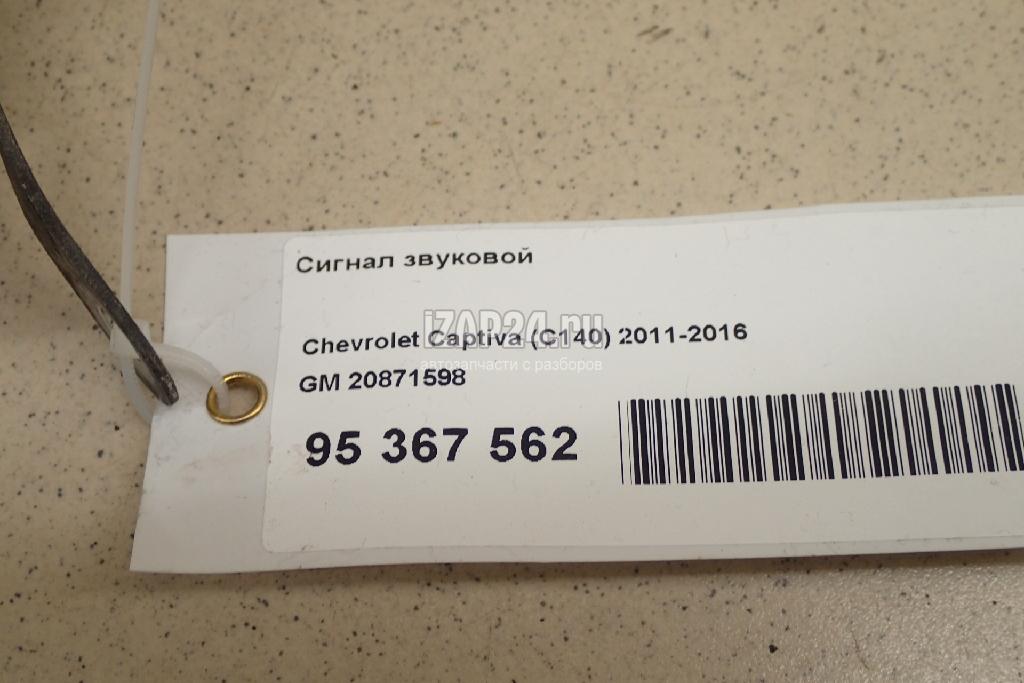 Сигнал звуковой
iZAP24.ru
Chevrolet Captiva (C140) 2011-2016
автозапчасти с разборов
GM 20871598
95 367 562